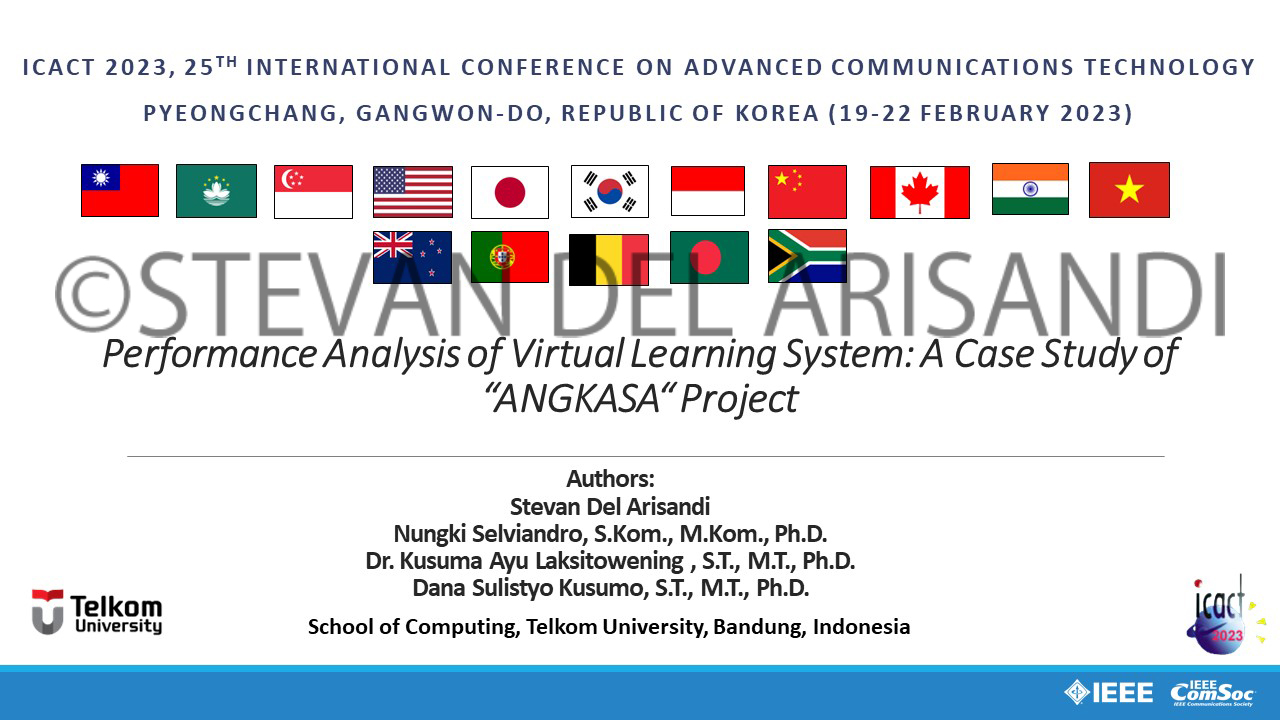 ICACT 2023, 25TH INTERNATIONAL CONFERENCE ON ADVANCED COMMUNICATIONS TECHNOLOGY
PYEONGCHANG, GANGWON-DO, REPUBLIC OF KOREA (19-22 FEBRUARY 2023)
©STEVAN DEL ARISANDI
Performance Analysis of Virtual Learning System: A Case Study of
“ANGKASA“ Project
Authors:
Stevan Del Arisandi
Nungki Selviandro, S.Kom., M.Kom., Ph.D.
Dr. Kusuma Ayu Laksitowening , S.T., M.T., Ph.D.
Dana Sulistyo Kusumo, S.T., M.T., Ph.D.
School of Computing, Telkom University, Bandung, Indonesia
Telkom
University
icact
2023
IEEE
IEEE
ComSoc
IEEE Communications Society